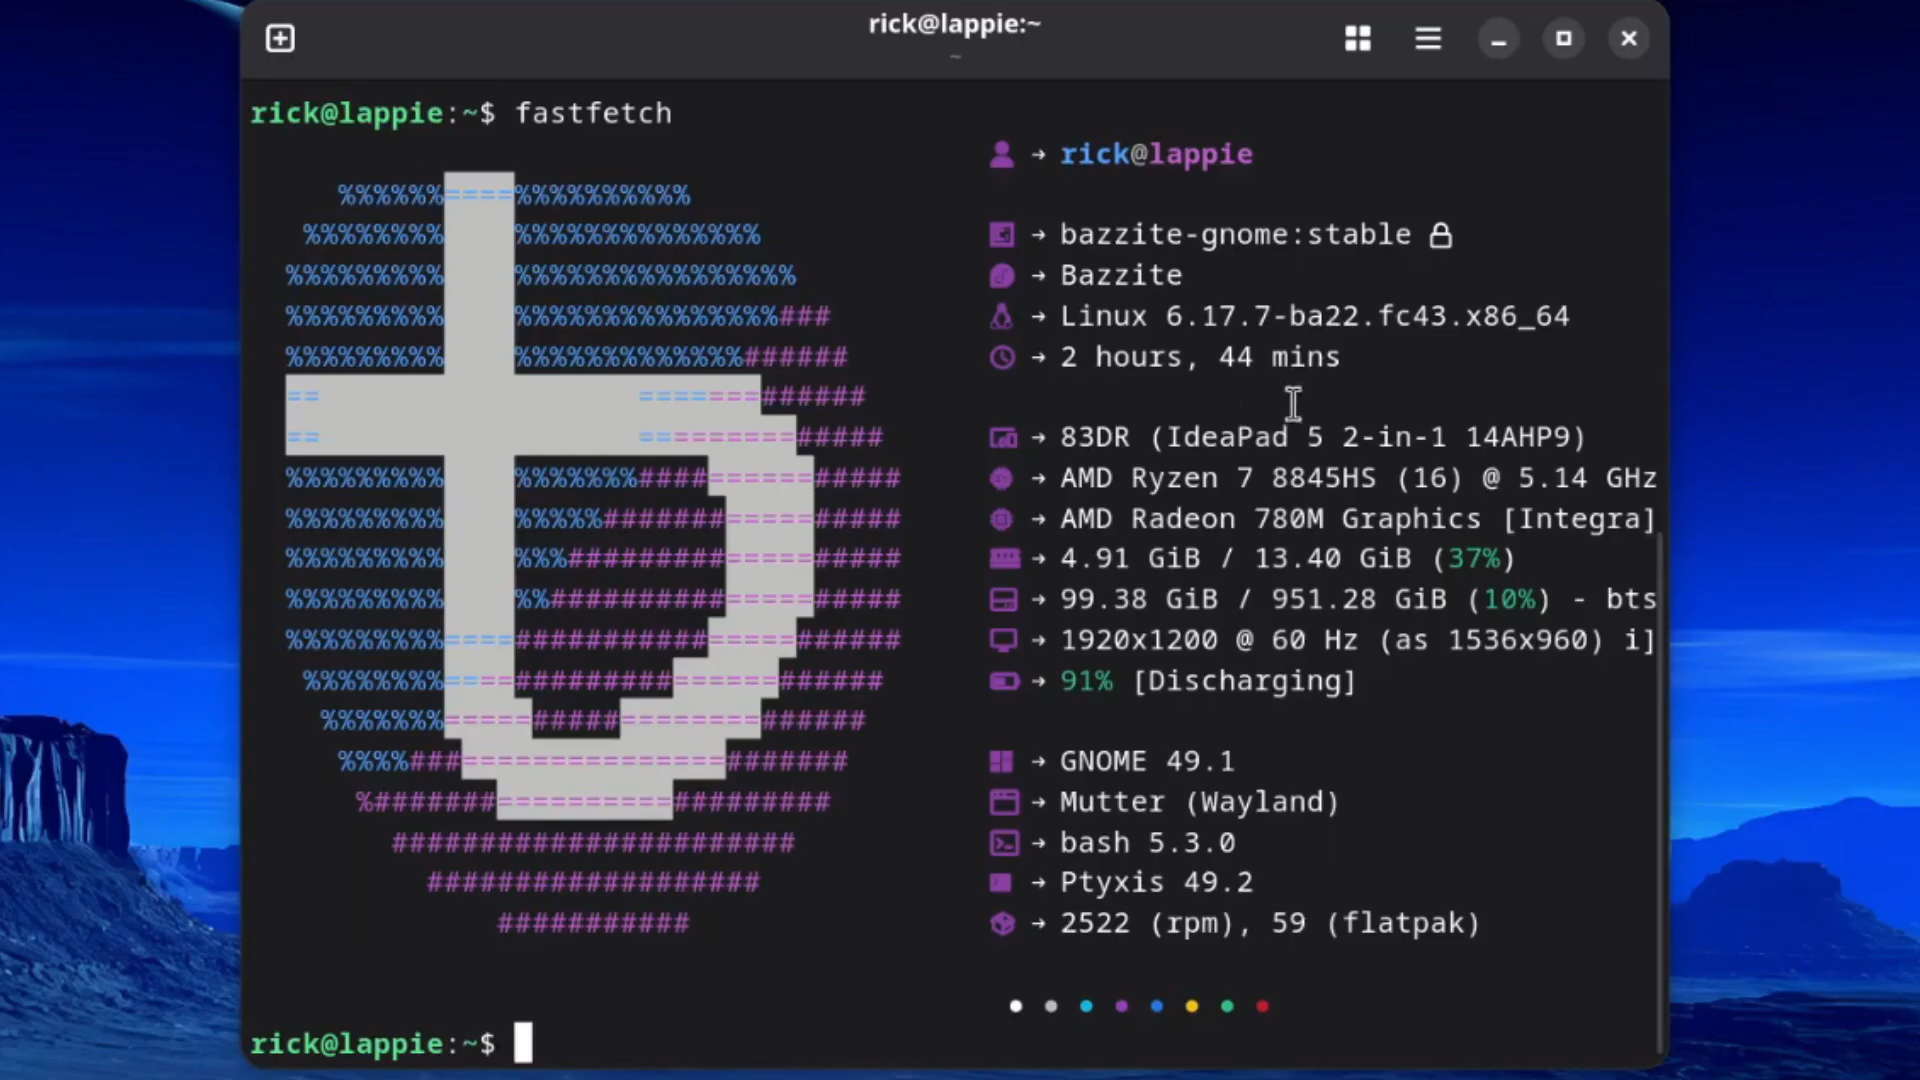 rick@lappie:~
~
rick@lappie:~$ fastfetch
→ rick@lappie
→ bazzite-gnome:stable
→ Bazzite
→ Linux 6.17.7-ba22.fc43.x86_64
→ 2 hours, 44 mins
→ 83DR (IdeaPad 5 2-in-1 14AHP9)
→ AMD Ryzen 7 8845HS (16) @ 5.14 GHz
→ AMD Radeon 780M Graphics [Integra]
→ 4.91 GiB / 13.40 GiB (37%)
→ 99.38 GiB / 951.28 GiB (10%) - bts
→ 1920x1200 @ 60 Hz (as 1536x960) i]
→ 91% [Discharging]
→ GNOME 49.1
→ Mutter (Wayland)
→ bash 5.3.0
→ Ptyxis 49.2
→ 2522 (rpm), 59 (flatpak)
rick@lappie:~$